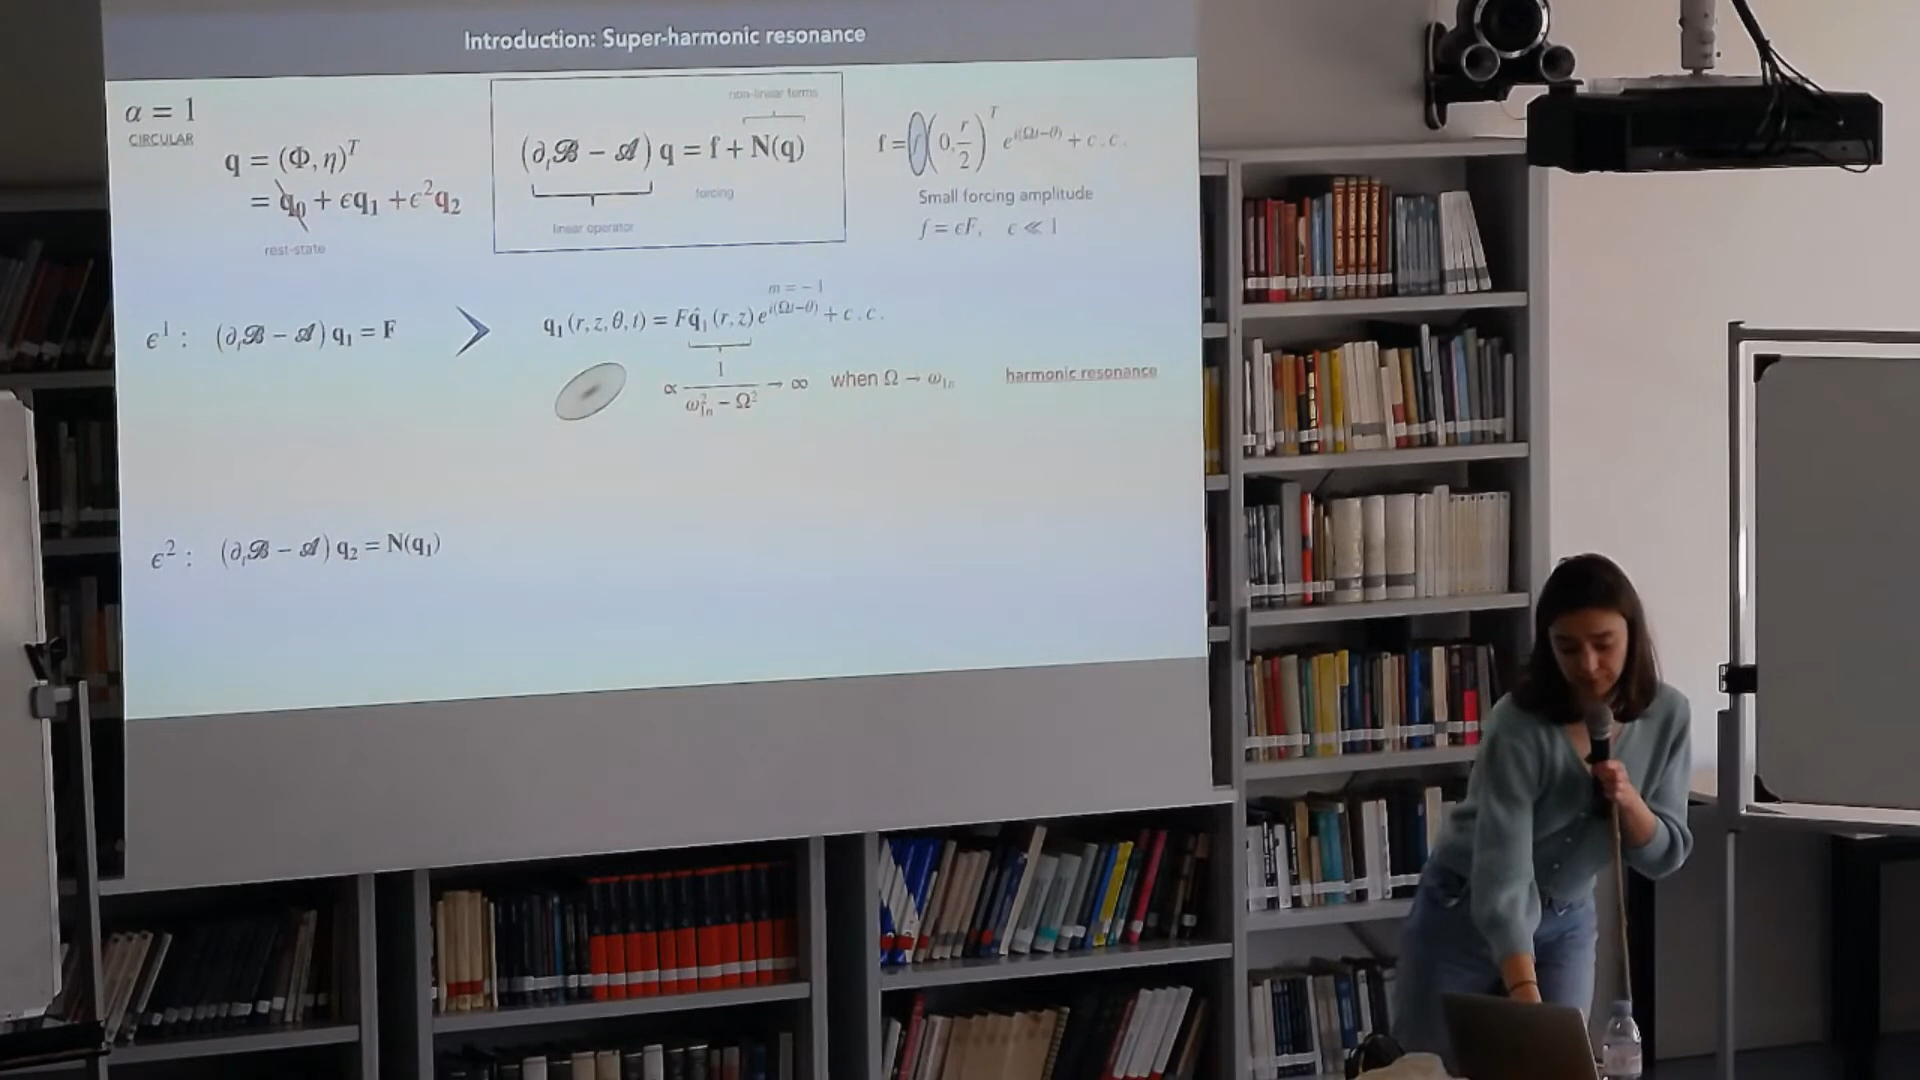 Introduction: Super-harmonic resonance
α = 1
CIRCULAR
q = (Φ, η)^T
= q₀ + ϵq₁ + ϵ²q₂
rest-state
non-linear terms
(∂ₜℬ − 𝒜) q = f + N(q)
forcing
linear operator
f = f (0, r/2)^T e^{i(Ωt−θ)} + c.c.
Small forcing amplitude
f = ϵF, ϵ ≪ 1
ϵ¹ : (∂ₜℬ − 𝒜) q₁ = F
m = − 1
q₁(r, z, θ, t) = F q̂₁(r, z) e^{i(Ωt−θ)} + c.c.
∝ 1/(ω²₁ₙ − Ω²) → ∞ when Ω → ω₁ₙ harmonic resonance
ϵ² : (∂ₜℬ − 𝒜) q₂ = N(q₁)